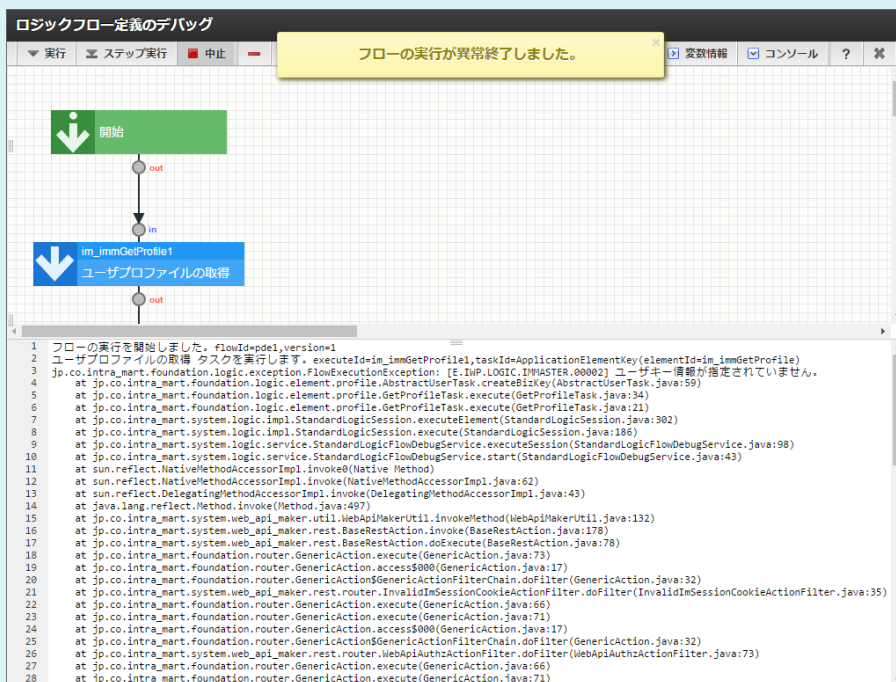 ロジックフロー定義のデバッグ
実行 ステップ実行 中止 変数情報 コンソール ?
フローの実行が異常終了しました。
開始
out
in
im_immGetProfile1
ユーザプロファイルの取得
out
1 フローの実行を開始しました。flowId=pde1,version=1
2 ユーザプロファイルの取得 タスクを実行します。executeId=im_immGetProfile1,taskId=ApplicationElementKey(elementId=im_immGetProfile)
3 jp.co.intra_mart.foundation.logic.exception.FlowExecutionException: [E.IWP.LOGIC.IMMASTER.00002] ユーザキー情報が指定されていません。
4 at jp.co.intra_mart.foundation.logic.element.profile.AbstractUserTask.createBizKey(AbstractUserTask.java:59)
5 at jp.co.intra_mart.foundation.logic.element.profile.GetProfileTask.execute(GetProfileTask.java:34)
6 at jp.co.intra_mart.foundation.logic.element.profile.GetProfileTask.execute(GetProfileTask.java:21)
7 at jp.co.intra_mart.system.logic.impl.StandardLogicSession.executeElement(StandardLogicSession.java:302)
8 at jp.co.intra_mart.system.logic.impl.StandardLogicSession.execute(StandardLogicSession.java:186)
9 at jp.co.intra_mart.system.logic.service.StandardLogicFlowDebugService.executeSession(StandardLogicFlowDebugService.java:98)
10 at jp.co.intra_mart.system.logic.service.StandardLogicFlowDebugService.start(StandardLogicFlowDebugService.java:43)
11 at sun.reflect.NativeMethodAccessorImpl.invoke0(Native Method)
12 at sun.reflect.NativeMethodAccessorImpl.invoke(NativeMethodAccessorImpl.java:62)
13 at sun.reflect.DelegatingMethodAccessorImpl.invoke(DelegatingMethodAccessorImpl.java:43)
14 at java.lang.reflect.Method.invoke(Method.java:497)
15 at jp.co.intra_mart.system.web_api_maker.util.WebApiMakerUtil.invokeMethod(WebApiMakerUtil.java:132)
16 at jp.co.intra_mart.system.web_api_maker.rest.BaseRestAction.invoke(BaseRestAction.java:178)
17 at jp.co.intra_mart.system.web_api_maker.rest.BaseRestAction.doExecute(BaseRestAction.java:78)
18 at jp.co.intra_mart.foundation.router.GenericAction.execute(GenericAction.java:73)
19 at jp.co.intra_mart.foundation.router.GenericAction.access$000(GenericAction.java:17)
20 at jp.co.intra_mart.foundation.router.GenericAction$GenericActionFilterChain.doFilter(GenericAction.java:32)
21 at jp.co.intra_mart.system.web_api_maker.rest.router.InvalidImSessionCookieActionFilter.doFilter(InvalidImSessionCookieActionFilter.java:35)
22 at jp.co.intra_mart.foundation.router.GenericAction.execute(GenericAction.java:66)
23 at jp.co.intra_mart.foundation.router.GenericAction.execute(GenericAction.java:71)
24 at jp.co.intra_mart.foundation.router.GenericAction.access$000(GenericAction.java:17)
25 at jp.co.intra_mart.foundation.router.GenericAction$GenericActionFilterChain.doFilter(GenericAction.java:32)
26 at jp.co.intra_mart.system.web_api_maker.rest.router.WebApiAuthzActionFilter.doFilter(WebApiAuthzActionFilter.java:73)
27 at jp.co.intra_mart.foundation.router.GenericAction.execute(GenericAction.java:66)
28 at jp.co.intra_mart.foundation.router.GenericAction.execute(GenericAction.java:71)